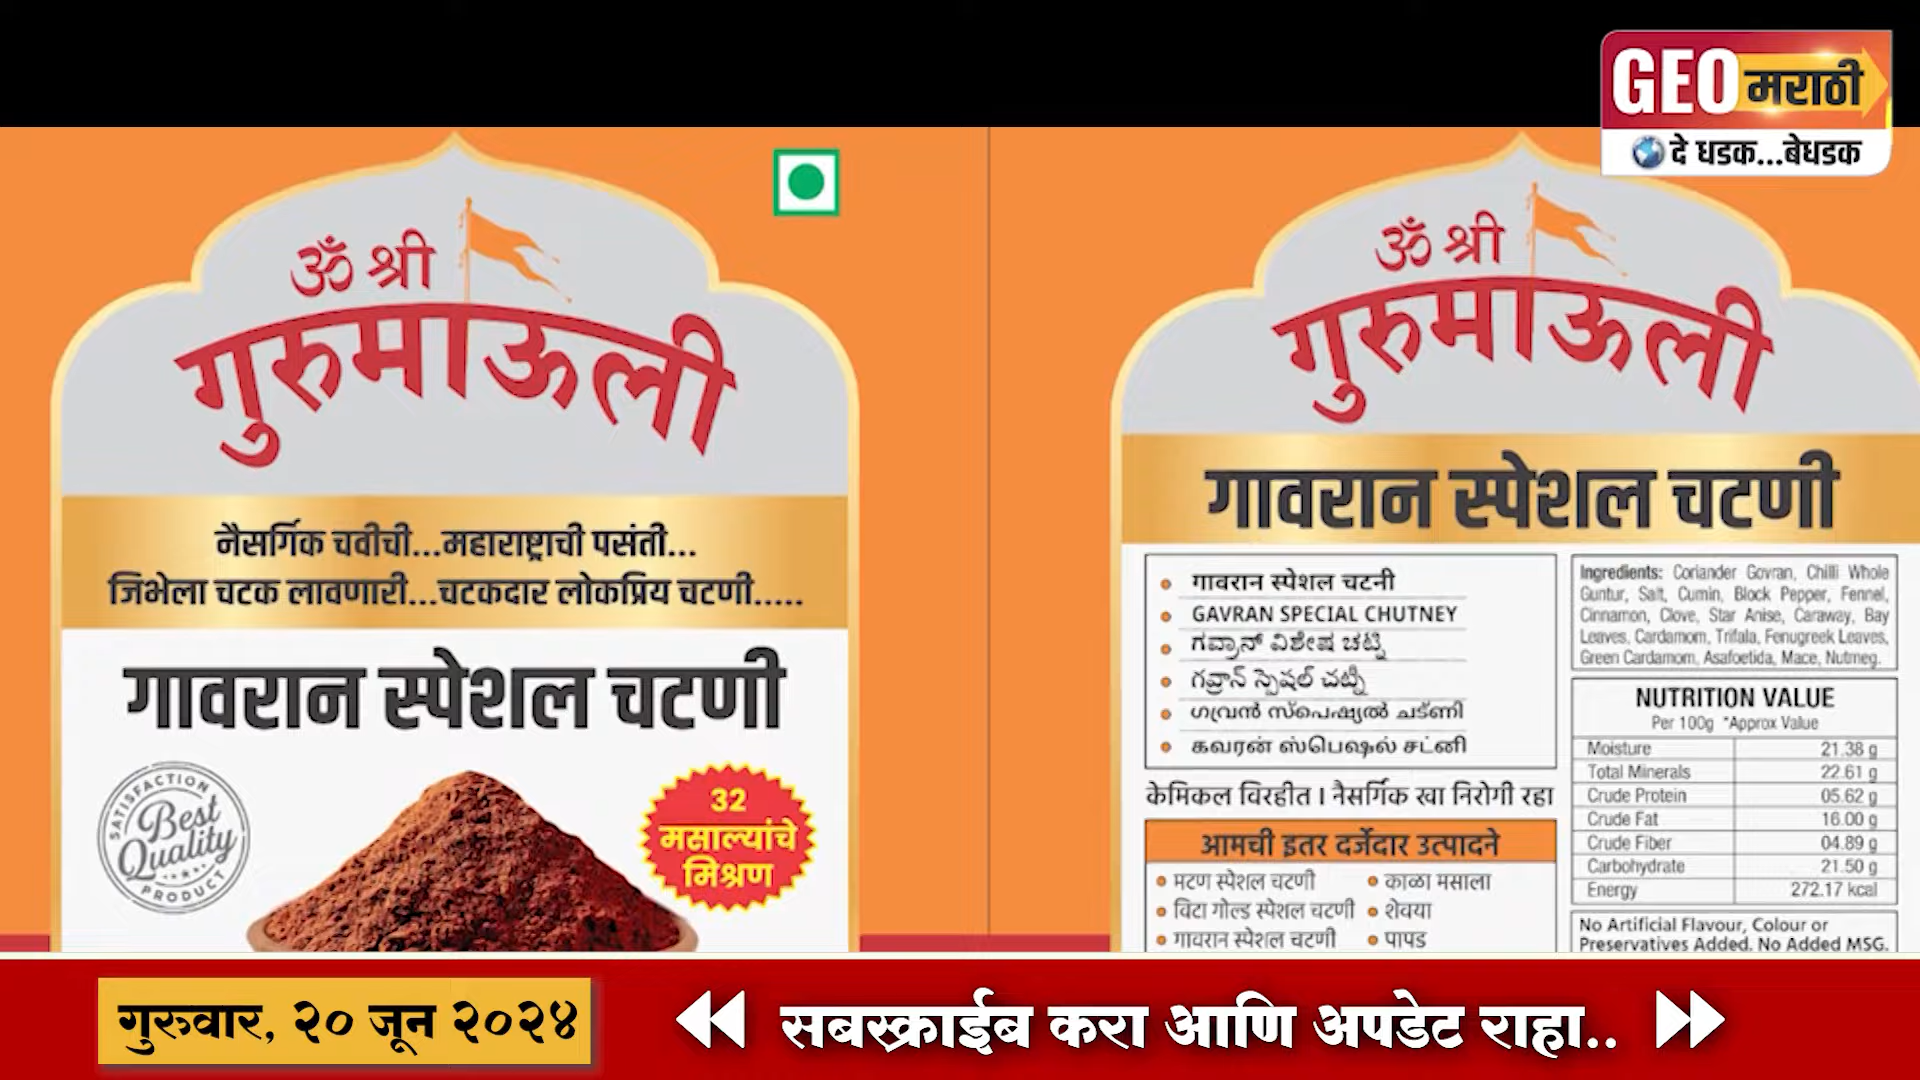 GEO मराठी
दे धडक...बेधडक
ॐ श्री
गुरुमाऊली
नैसर्गिक चवीची...महाराष्ट्राची पसंती...
जिभेला चटक लावणारी...चटकदार लोकप्रिय चटणी.....
गावरान स्पेशल चटणी
SATISFACTION
Best
Quality
PRODUCT
32
मसाल्यांचे
मिश्रण
ॐ श्री
गुरुमाऊली
गावरान स्पेशल चटणी
गावरान स्पेशल चटनी
GAVRAN SPECIAL CHUTNEY
ಗವ್ರಾನ್ ವಿಶೇಷ ಚಟ್ನಿ
గవ్రాన్ స్పెషల్ చట్నీ
ഗവ്രൻ സ്പെഷ്യൽ ചട്ണി
கவரன் ஸ்பெஷல் சட்னி
केमिकल विरहीत । नैसर्गिक खा निरोगी रहा
आमची इतर दर्जेदार उत्पादने
मटण स्पेशल चटणी
काळा मसाला
विटा गोल्ड स्पेशल चटणी
शेवया
गावरान स्पेशल चटणी
पापड
Ingredients: Coriander Govran, Chilli Whole
Guntur, Salt, Cumin, Block Pepper, Fennel,
Cinnamon, Clove, Star Anise, Caraway, Bay
Leaves, Cardamom, Trifala, Fenugreek Leaves,
Green Cardamom, Asafoetida, Mace, Nutmeg.
NUTRITION VALUE
Per 100g *Approx Value
Moisture 21.38 g
Total Minerals 22.61 g
Crude Protein 05.62 g
Crude Fat 16.00 g
Crude Fiber 04.89 g
Carbohydrate 21.50 g
Energy 272.17 kcal
No Artificial Flavour, Colour or
Preservatives Added. No Added MSG.
गुरुवार, २० जून २०२४
सबस्क्राईब करा आणि अपडेट राहा..